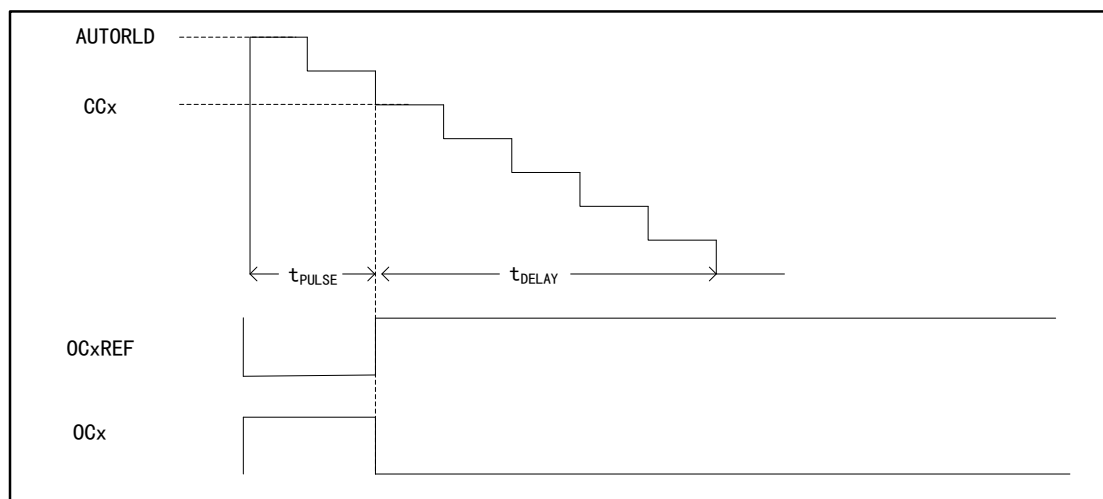 AUTORLD
CCx
tPULSE
tDELAY
OCxREF
OCx